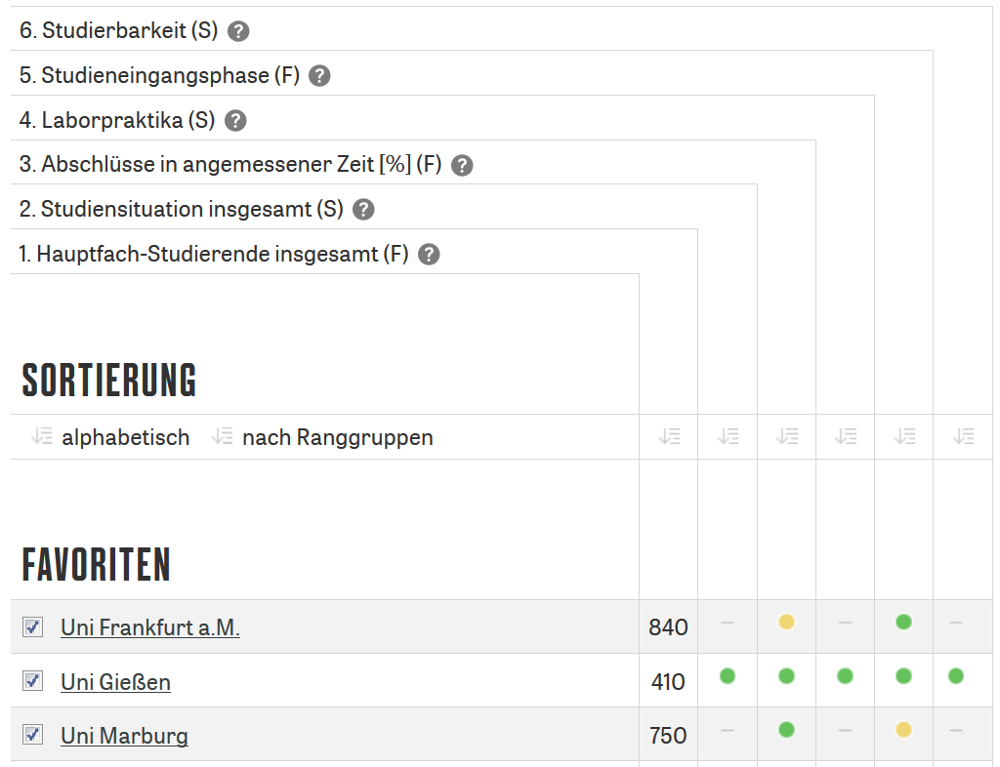 6. Studierbarkeit (S) ?
5. Studieneingangsphase (F) ?
4. Laborpraktika (S) ?
3. Abschlüsse in angemessener Zeit [%] (F) ?
2. Studiensituation insgesamt (S) ?
1. Hauptfach-Studierende insgesamt (F) ?
SORTIERUNG
alphabetisch nach Ranggruppen
FAVORITEN
Uni Frankfurt a.M. 840 – – –
Uni Gießen 410
Uni Marburg 750 – – –